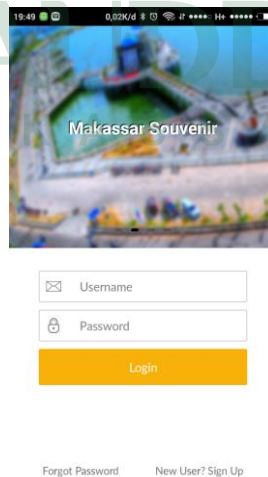 19:49 0,02K/d H+
Makassar Souvenir
Username
Password
Login
Forgot Password New User? Sign Up